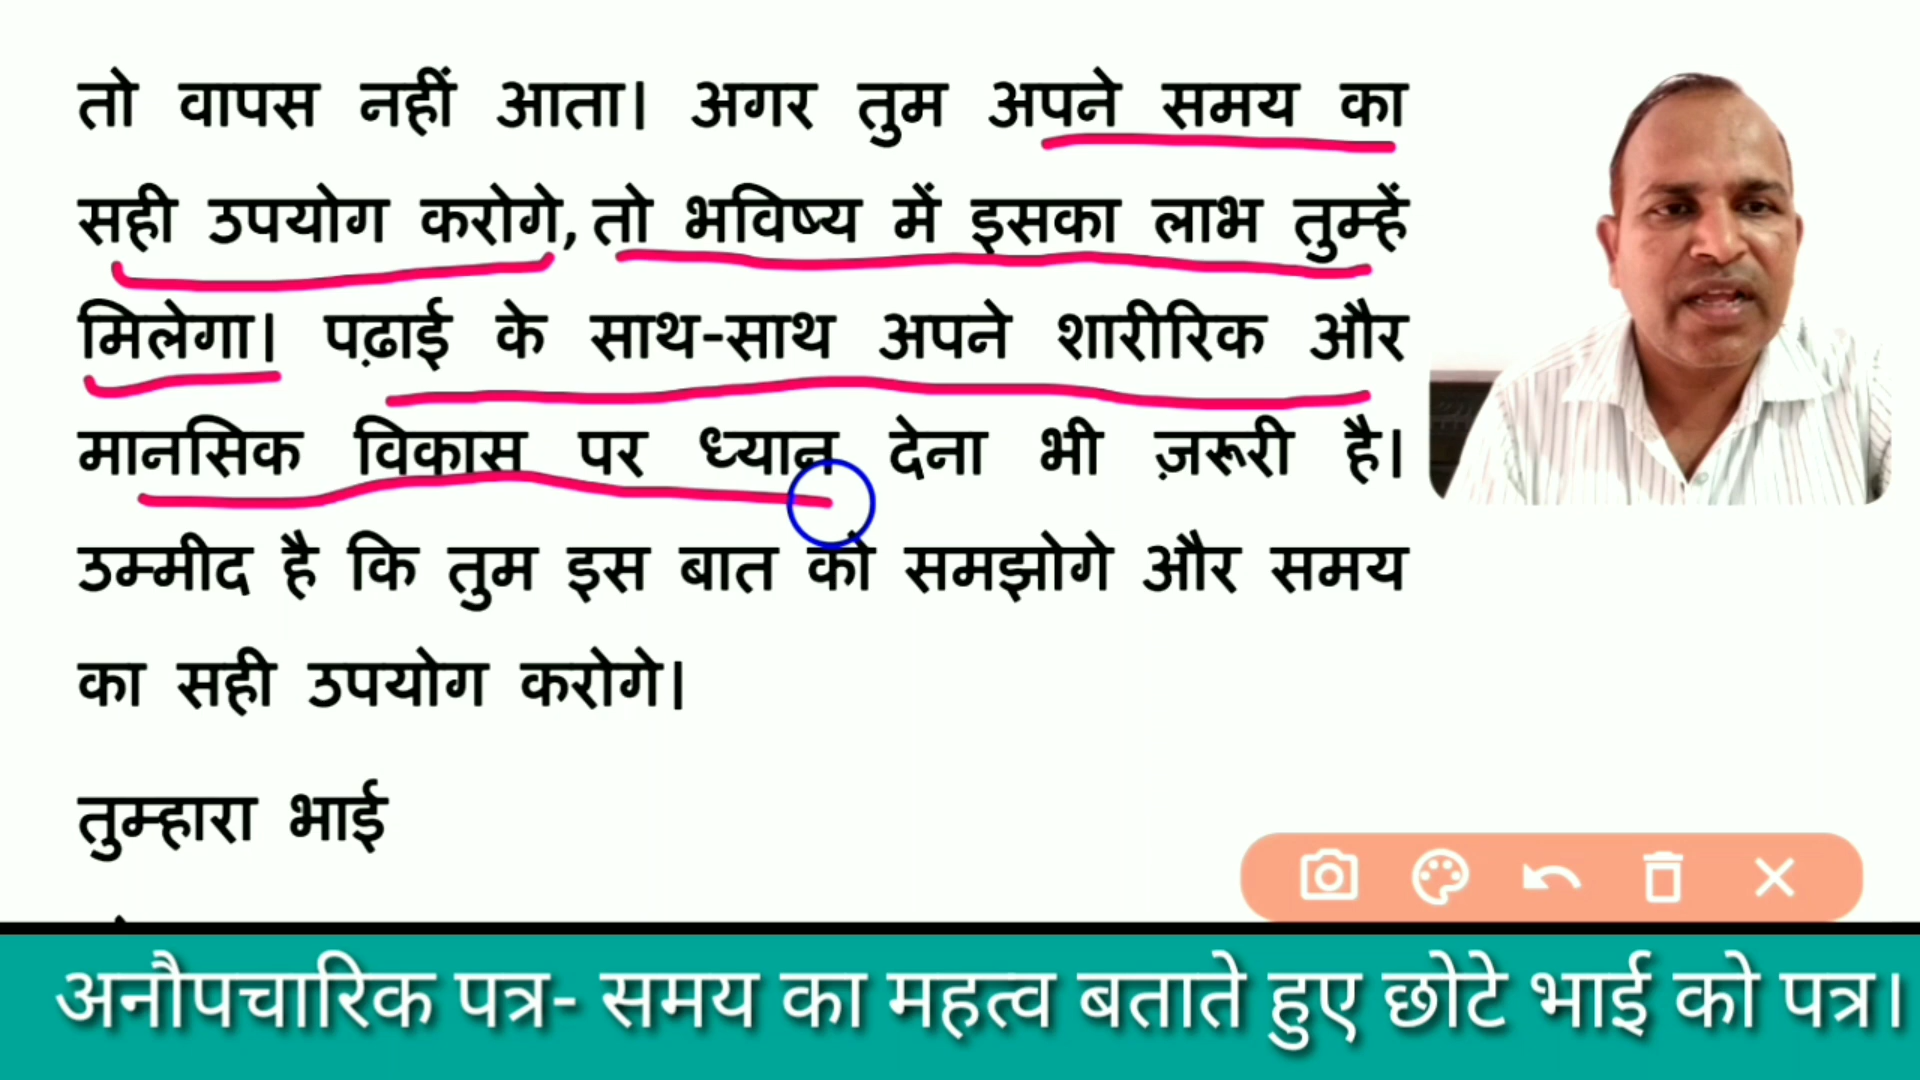 तो वापस नहीं आता। अगर तुम अपने समय का
सही उपयोग करोगे, तो भविष्य में इसका लाभ तुम्हें
मिलेगा। पढ़ाई के साथ-साथ अपने शारीरिक और
मानसिक विकास पर ध्यान देना भी ज़रूरी है।
उम्मीद है कि तुम इस बात को समझोगे और समय
का सही उपयोग करोगे।
तुम्हारा भाई
अनौपचारिक पत्र- समय का महत्व बताते हुए छोटे भाई को पत्र।